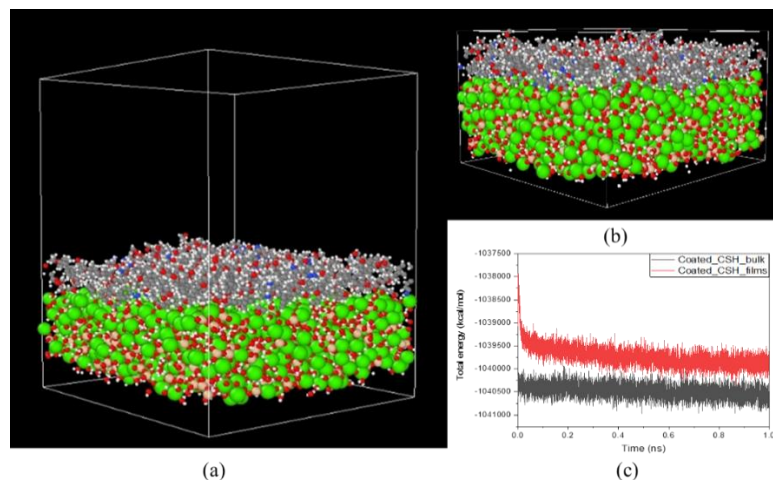 (a)
(b)
Coated_CSH_bulk
Coated_CSH_films
Total energy (kcal/mol)
-1037500
-1038000
-1038500
-1039000
-1039500
-1040000
-1040500
-1041000
0.0 0.2 0.4 0.6 0.8 1.0
Time (ns)
(c)